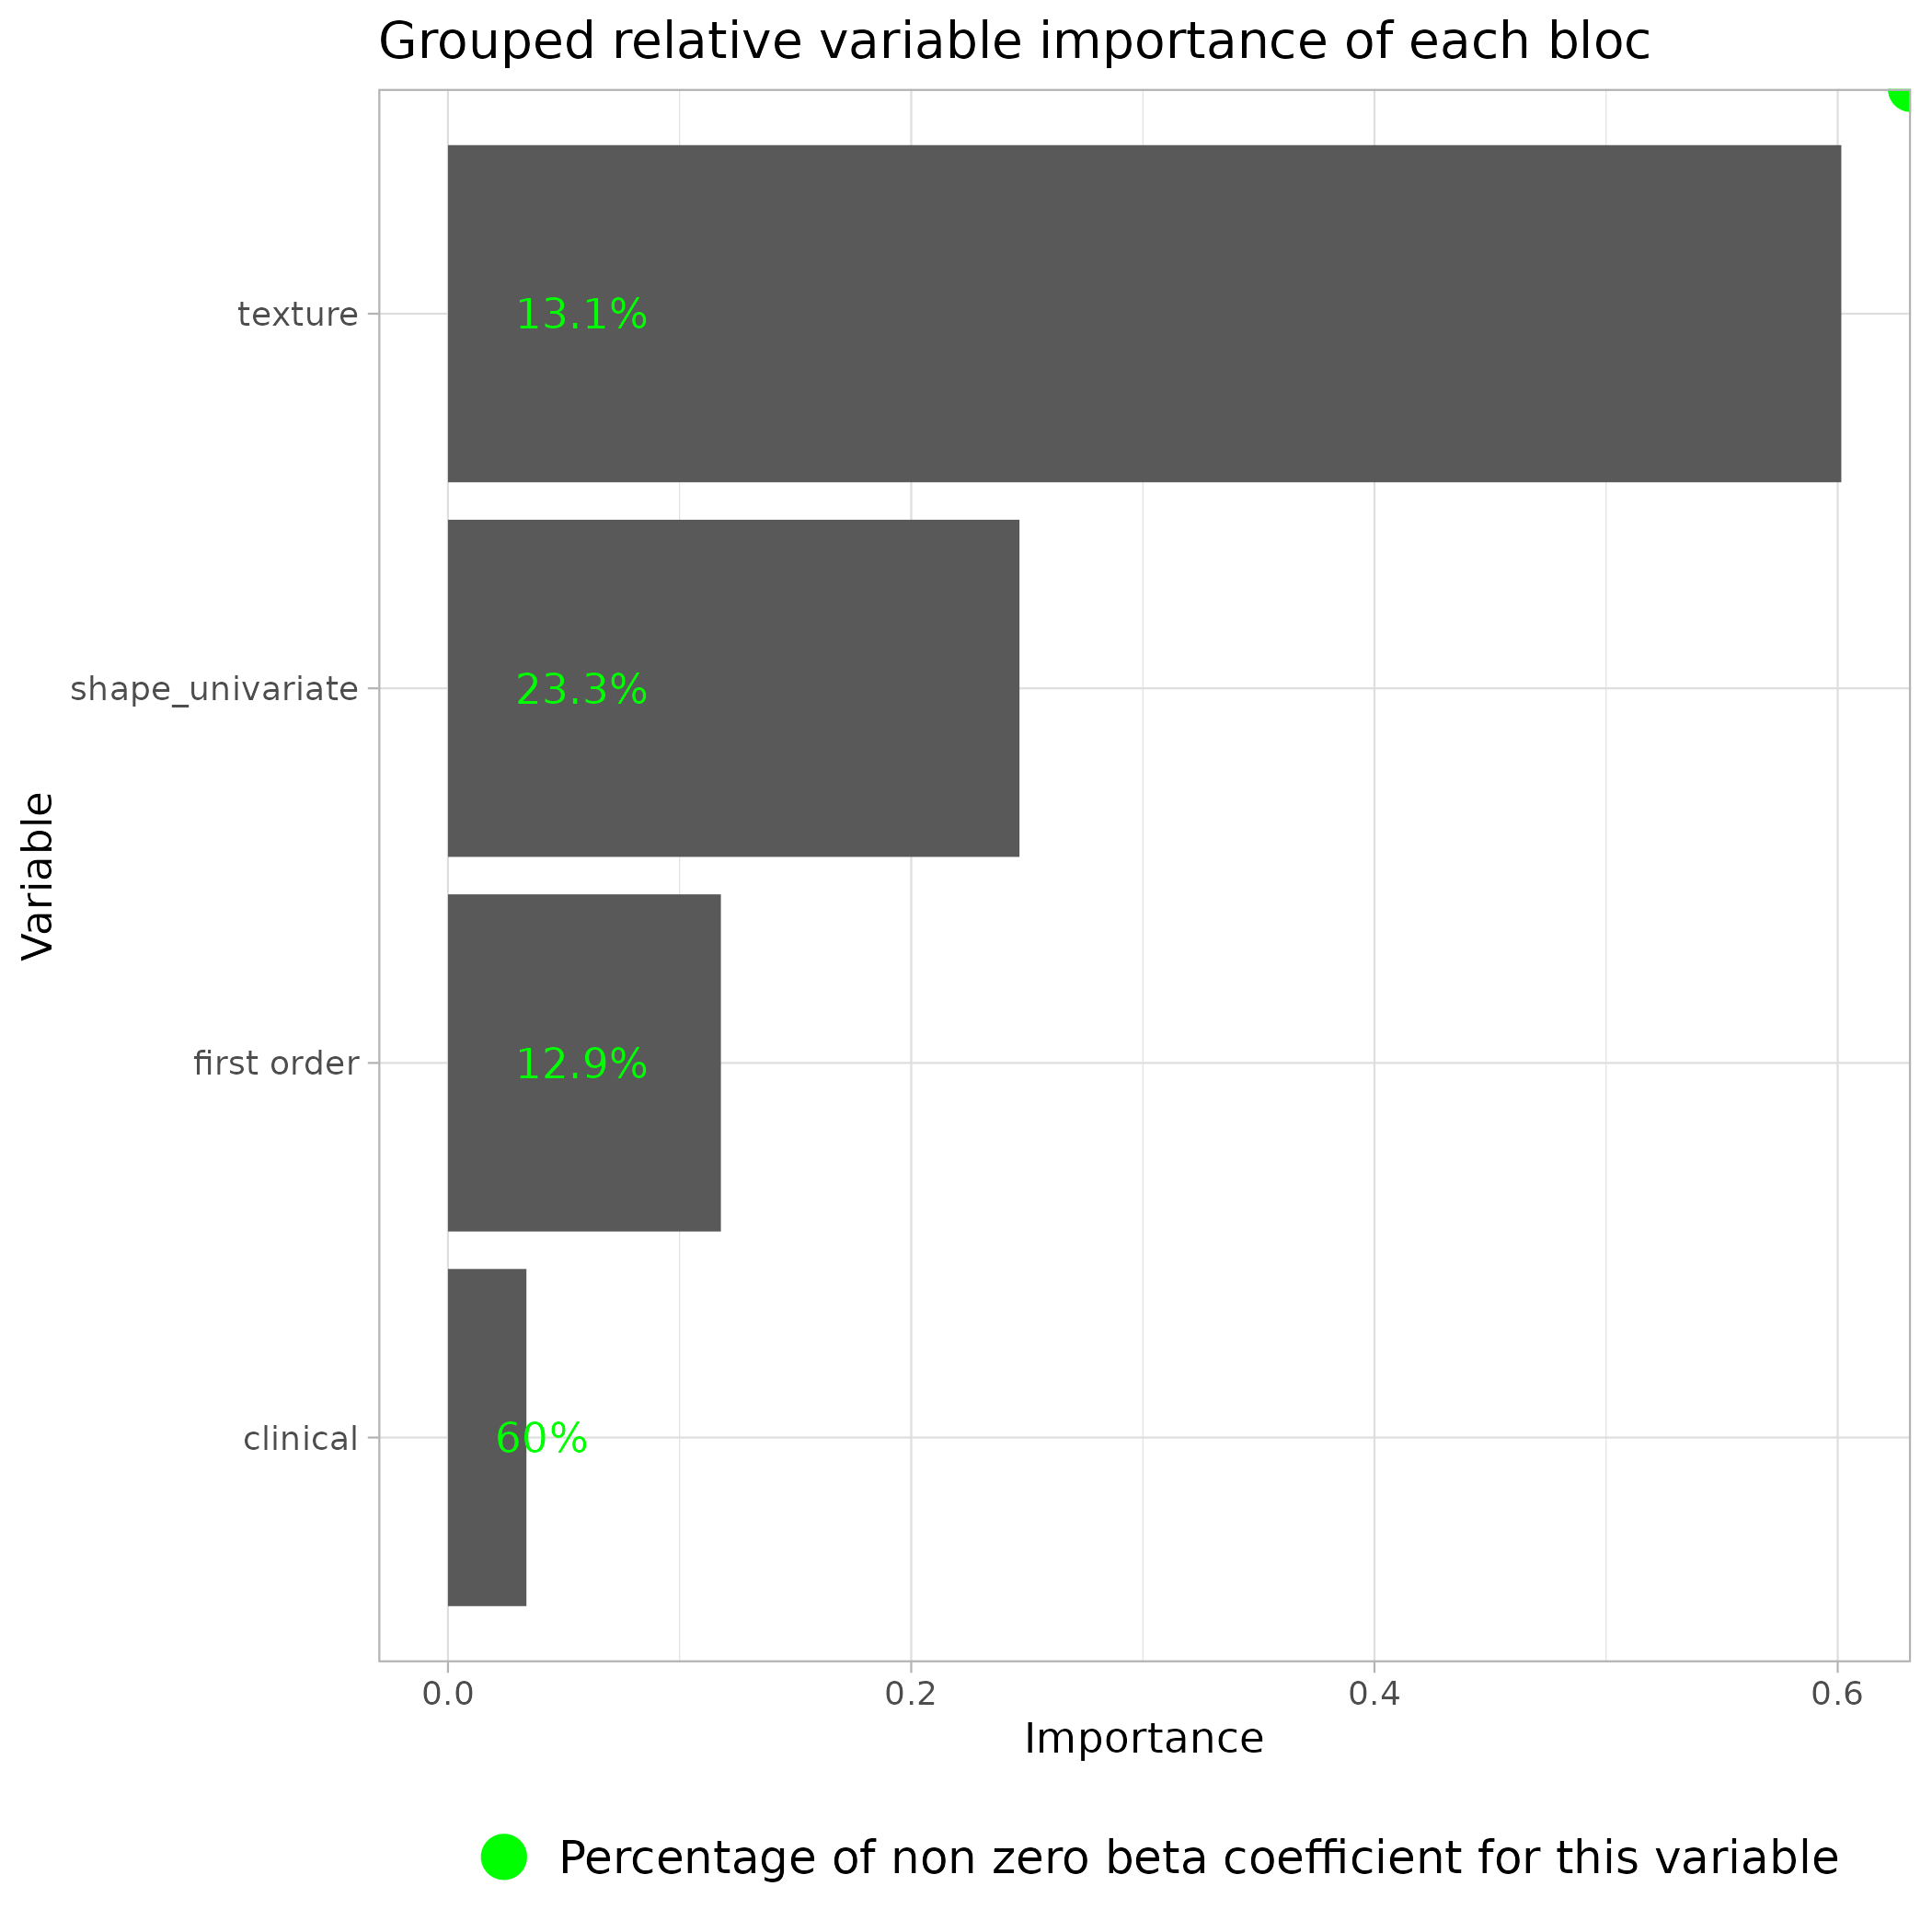 Grouped relative variable importance of each bloc
texture
13.1%
shape_univariate
23.3%
Variable
first order
12.9%
clinical
60%
0.0 0.2 0.4 0.6
Importance
Percentage of non zero beta coefficient for this variable